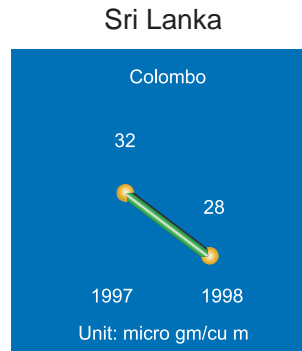 Sri Lanka
Colombo
32
28
1997 1998
Unit: micro gm/cu m